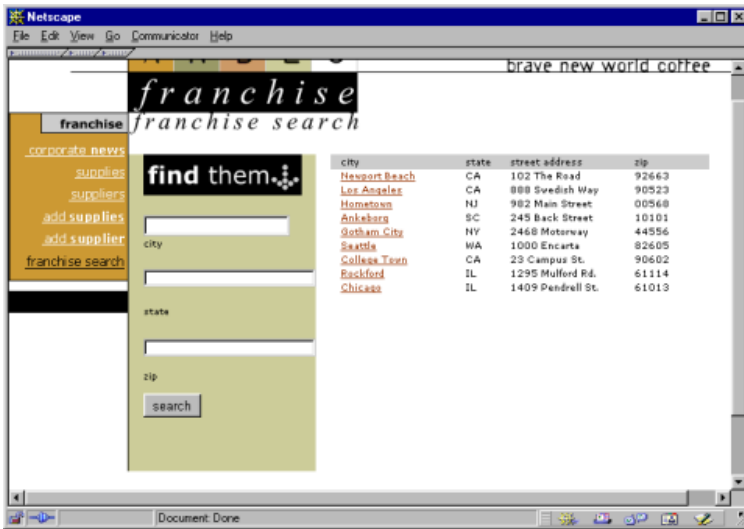 Netscape
File Edit View Go Communicator Help
brave new world coffee
franchise
franchise search
franchise
corporate news
supplies
suppliers
add supplies
add supplier
franchise search
find them
city
state
zip
search
city state street address zip
Newport Beach CA 102 The Road 92663
Los Angeles CA 888 Swedish Way 90523
Hometown NJ 982 Main Street 00568
Ankeborg SC 245 Back Street 10101
Gotham City NY 2468 Motorway 44556
Seattle WA 1000 Encarta 82605
College Town CA 23 Campus St. 90602
Rockford IL 1295 Mulford Rd. 61114
Chicago IL 1409 Pendrell St. 61013
Document Done